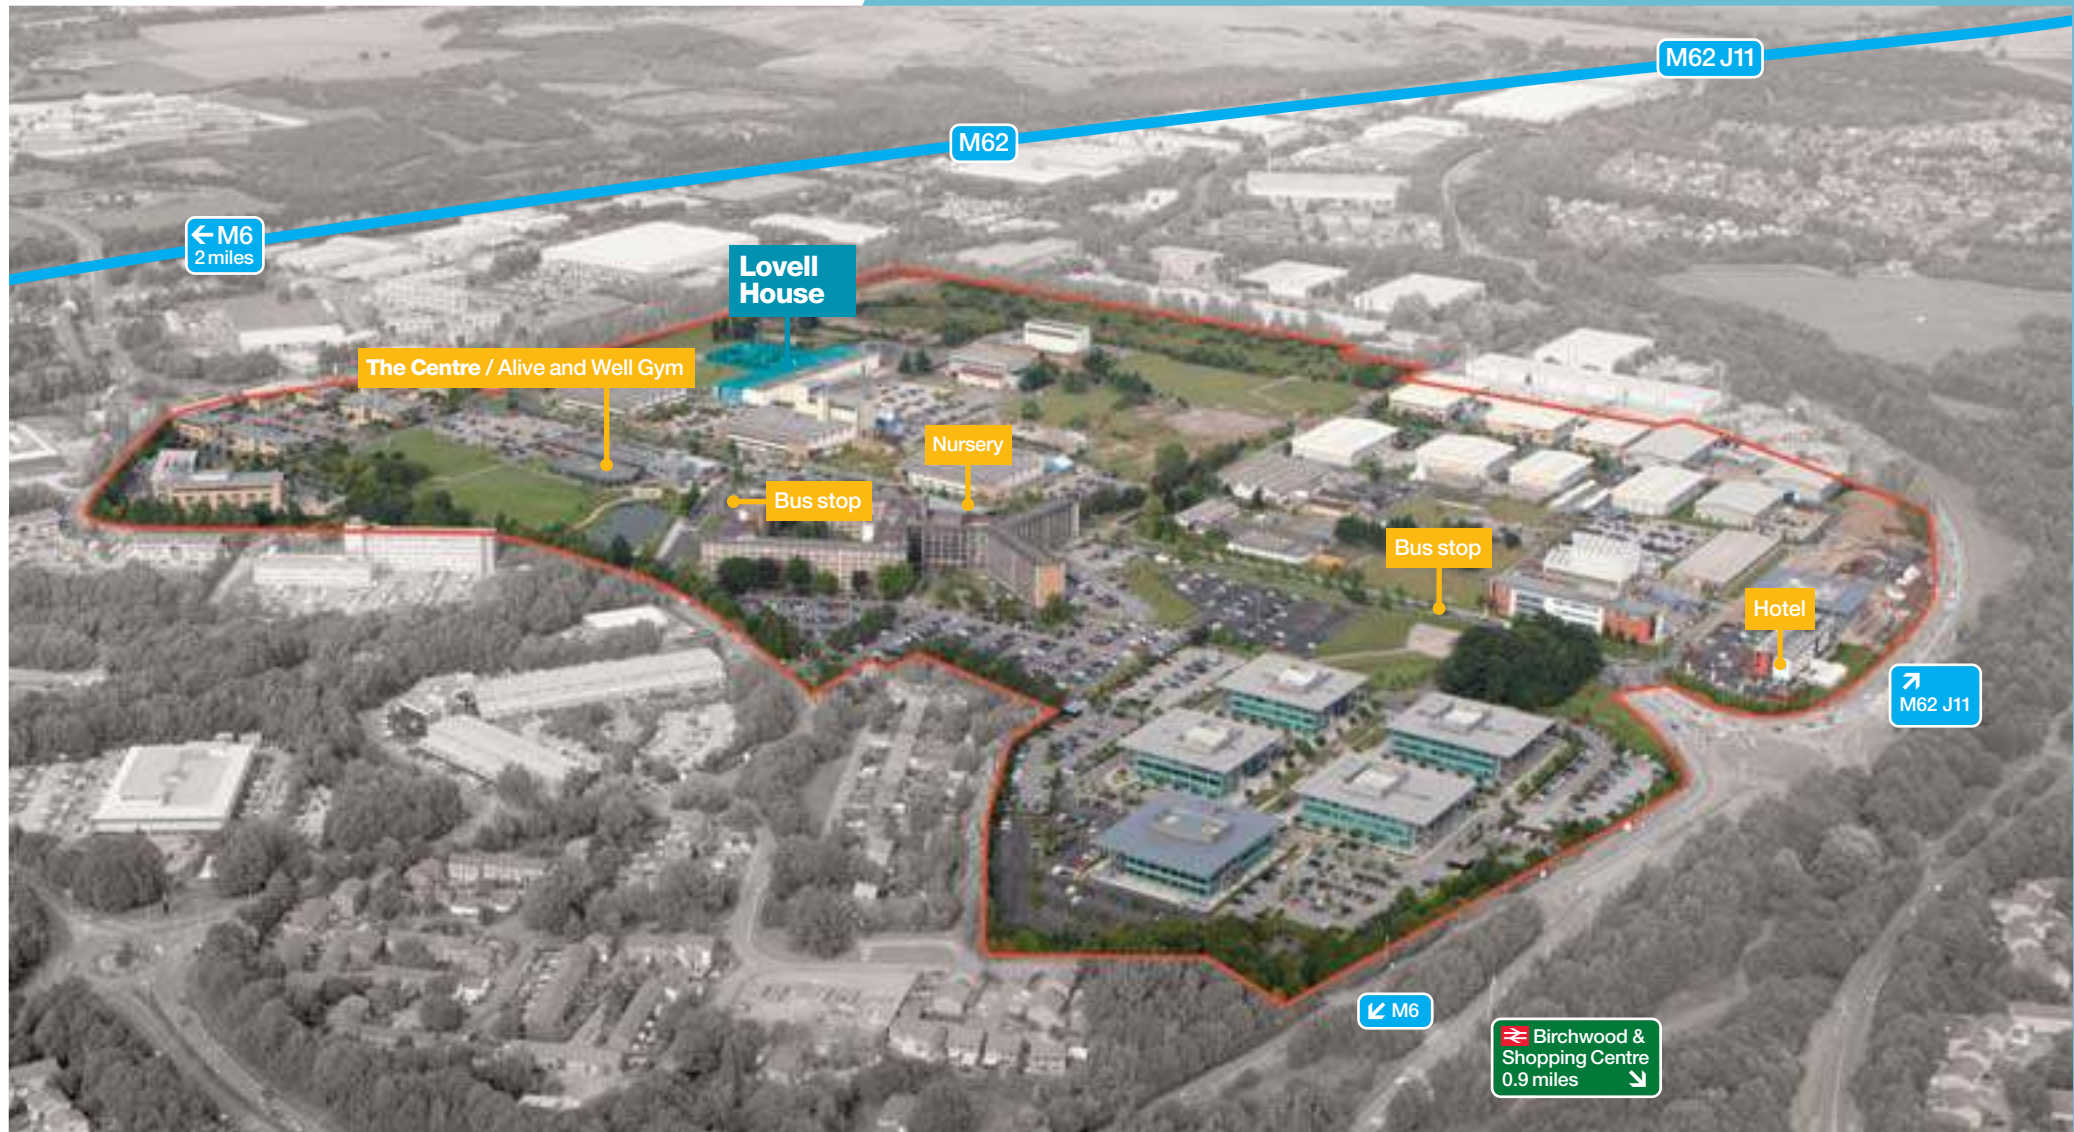 M62 J11
M62
← M6
2 miles
Lovell
House
The Centre / Alive and Well Gym
Nursery
Bus stop
Bus stop
Hotel
↗
M62 J11
↙ M6
Birchwood &
Shopping Centre
0.9 miles ↘